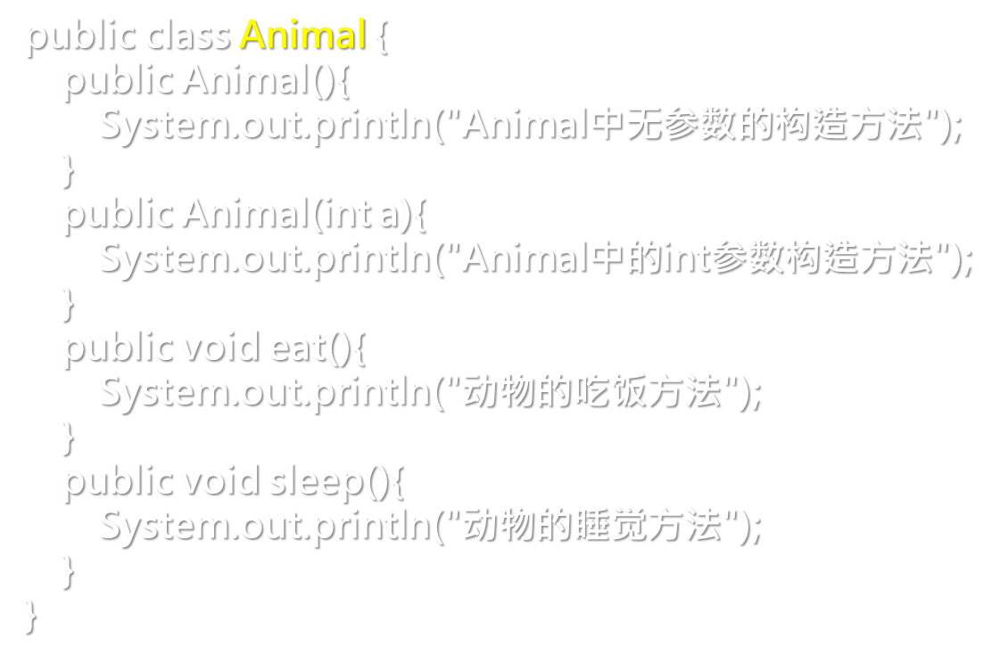 public class Animal {
public Animal(){
System.out.println("Animal中无参数的构造方法");
}
public Animal(int a){
System.out.println("Animal中的int参数构造方法");
}
public void eat(){
System.out.println("动物的吃饭方法");
}
public void sleep(){
System.out.println("动物的睡觉方法");
}
}